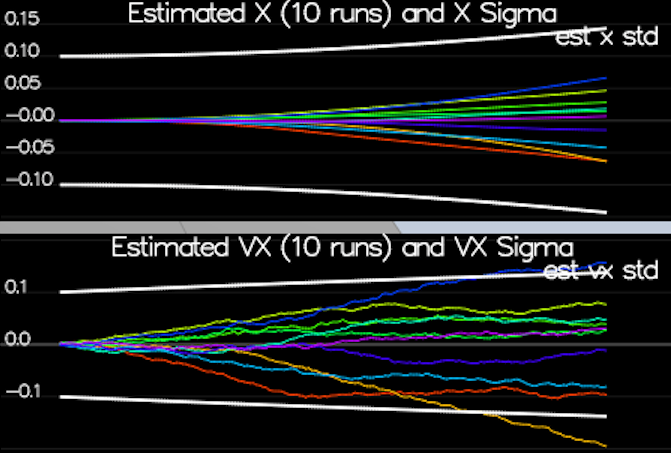 Estimated X (10 runs) and X Sigma
0.15
est x std
0.10
0.05
-0.00
-0.05
-0.10
Estimated VX (10 runs) and VX Sigma
est vx std
0.1
0.0
-0.1